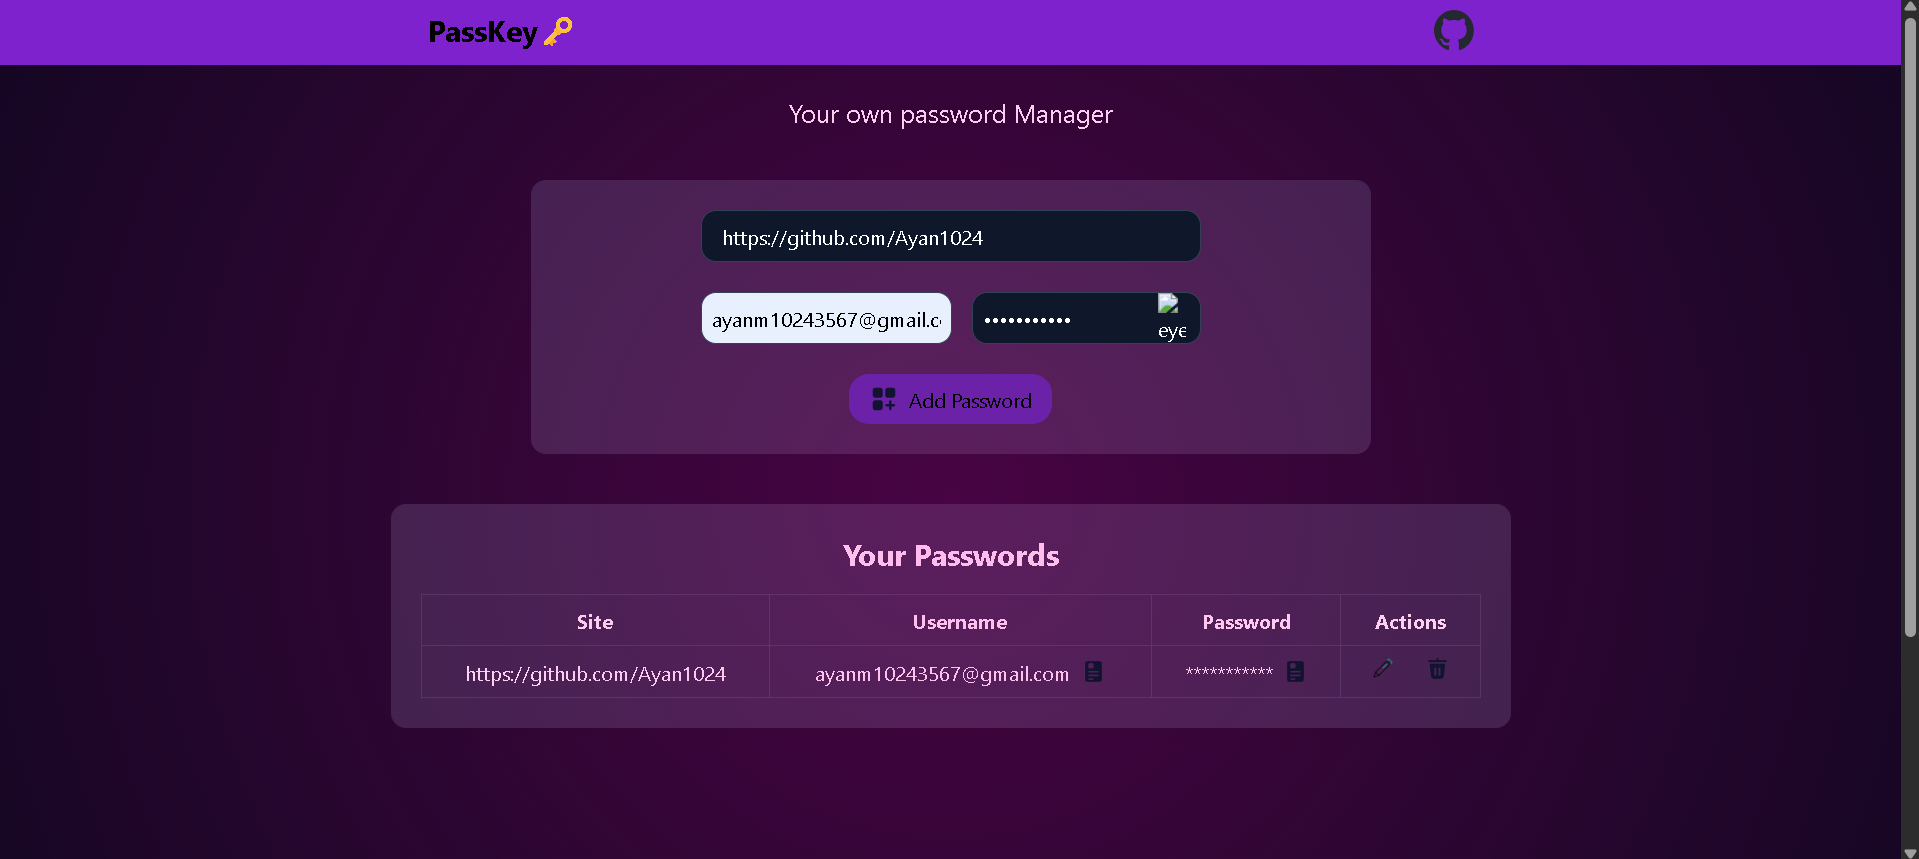 PassKey
Your own password Manager
https://github.com/Ayan1024
ayanm10243567@gmail.c
•••••••••••
eye
Add Password
Your Passwords
Site Username Password Actions
https://github.com/Ayan1024 ayanm10243567@gmail.com ***********